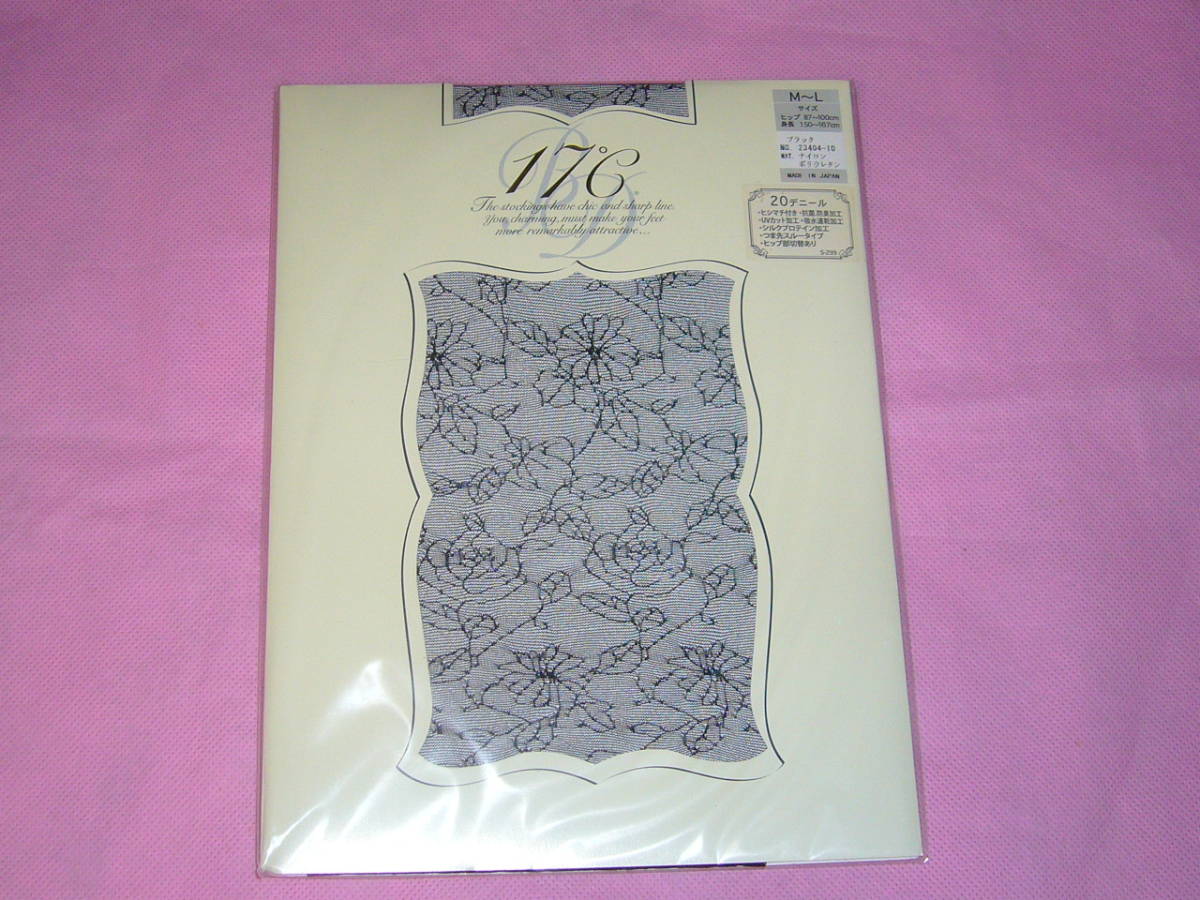 17℃
The stockings have chic and sharp line.
You, charming, must make your feet
more remarkably attractive...
M〜L
サイズ
ヒップ 87〜100cm
身長 150〜167cm
ブラック
NO. 23404-10
MAT. ナイロン
ポリウレタン
MADE IN JAPAN
20デニール
・ヒシマチ付き・抗菌、防臭加工
・UVカット加工・吸水速乾加工
・シルクプロテイン加工
・つま先スルータイプ
・ヒップ部切替あり
S-299